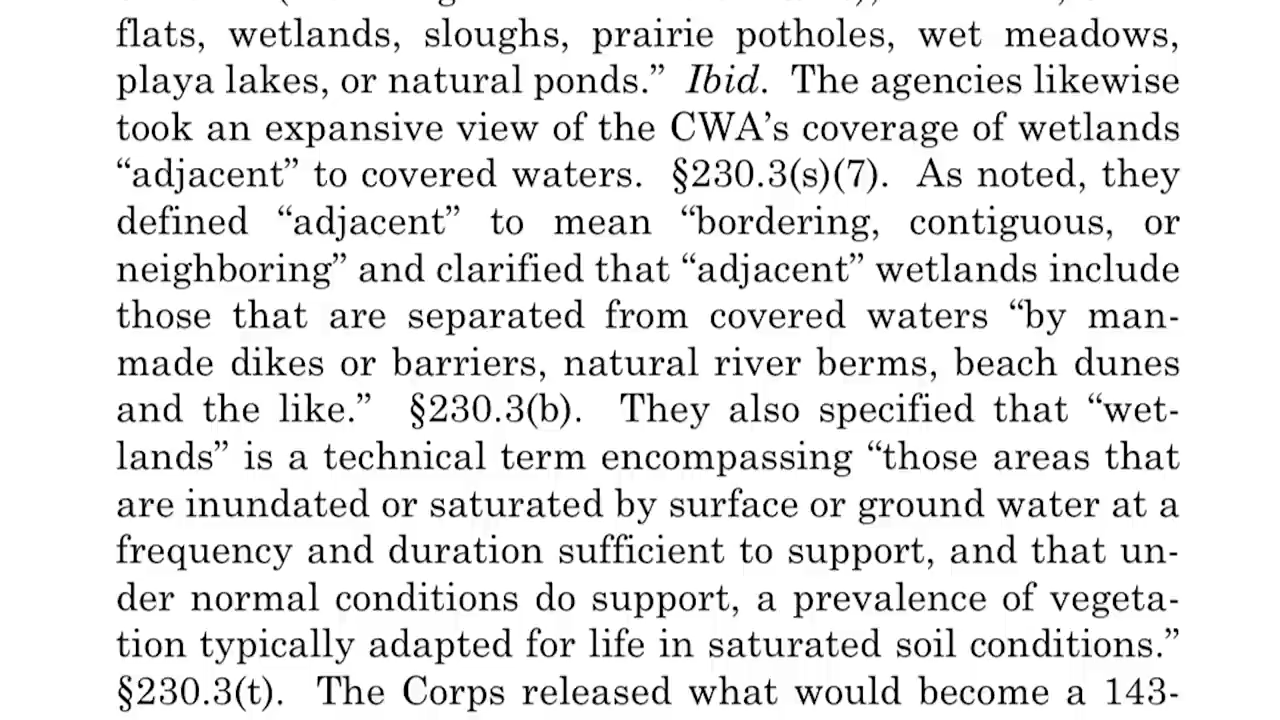 flats, wetlands, sloughs, prairie potholes, wet meadows,
playa lakes, or natural ponds.” Ibid. The agencies likewise
took an expansive view of the CWA’s coverage of wetlands
“adjacent” to covered waters. §230.3(s)(7). As noted, they
defined “adjacent” to mean “bordering, contiguous, or
neighboring” and clarified that “adjacent” wetlands include
those that are separated from covered waters “by man-
made dikes or barriers, natural river berms, beach dunes
and the like.” §230.3(b). They also specified that “wet-
lands” is a technical term encompassing “those areas that
are inundated or saturated by surface or ground water at a
frequency and duration sufficient to support, and that un-
der normal conditions do support, a prevalence of vegeta-
tion typically adapted for life in saturated soil conditions.”
§230.3(t). The Corps released what would become a 143-